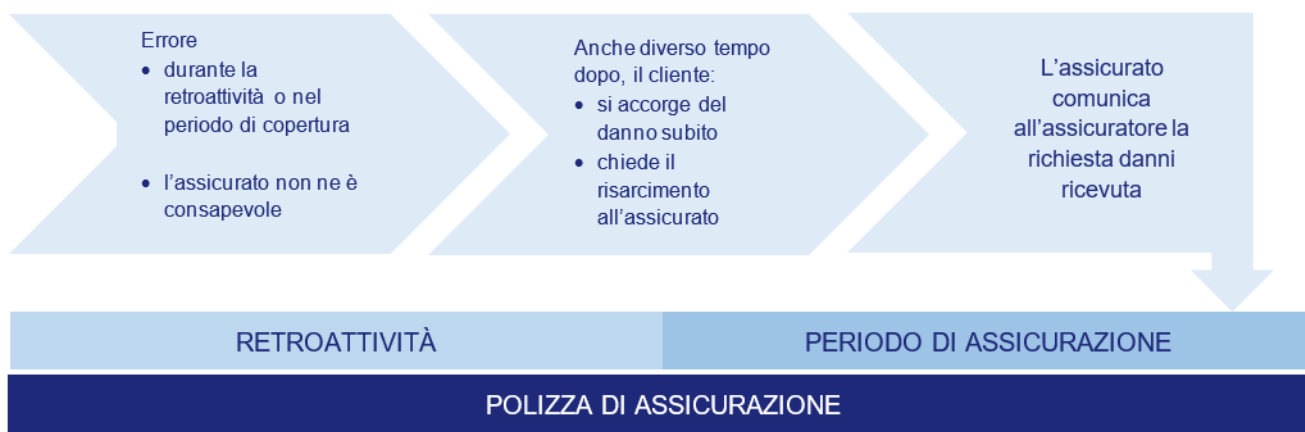 Errore
• durante la
retroattività o nel
periodo di copertura
• l'assicurato non ne è
consapevole
Anche diverso tempo
dopo, il cliente:
• si accorge del
danno subito
• chiede il
risarcimento
all'assicurato
L'assicurato
comunica
all'assicuratore la
richiesta danni
ricevuta
RETROATTIVITÀ
PERIODO DI ASSICURAZIONE
POLIZZA DI ASSICURAZIONE